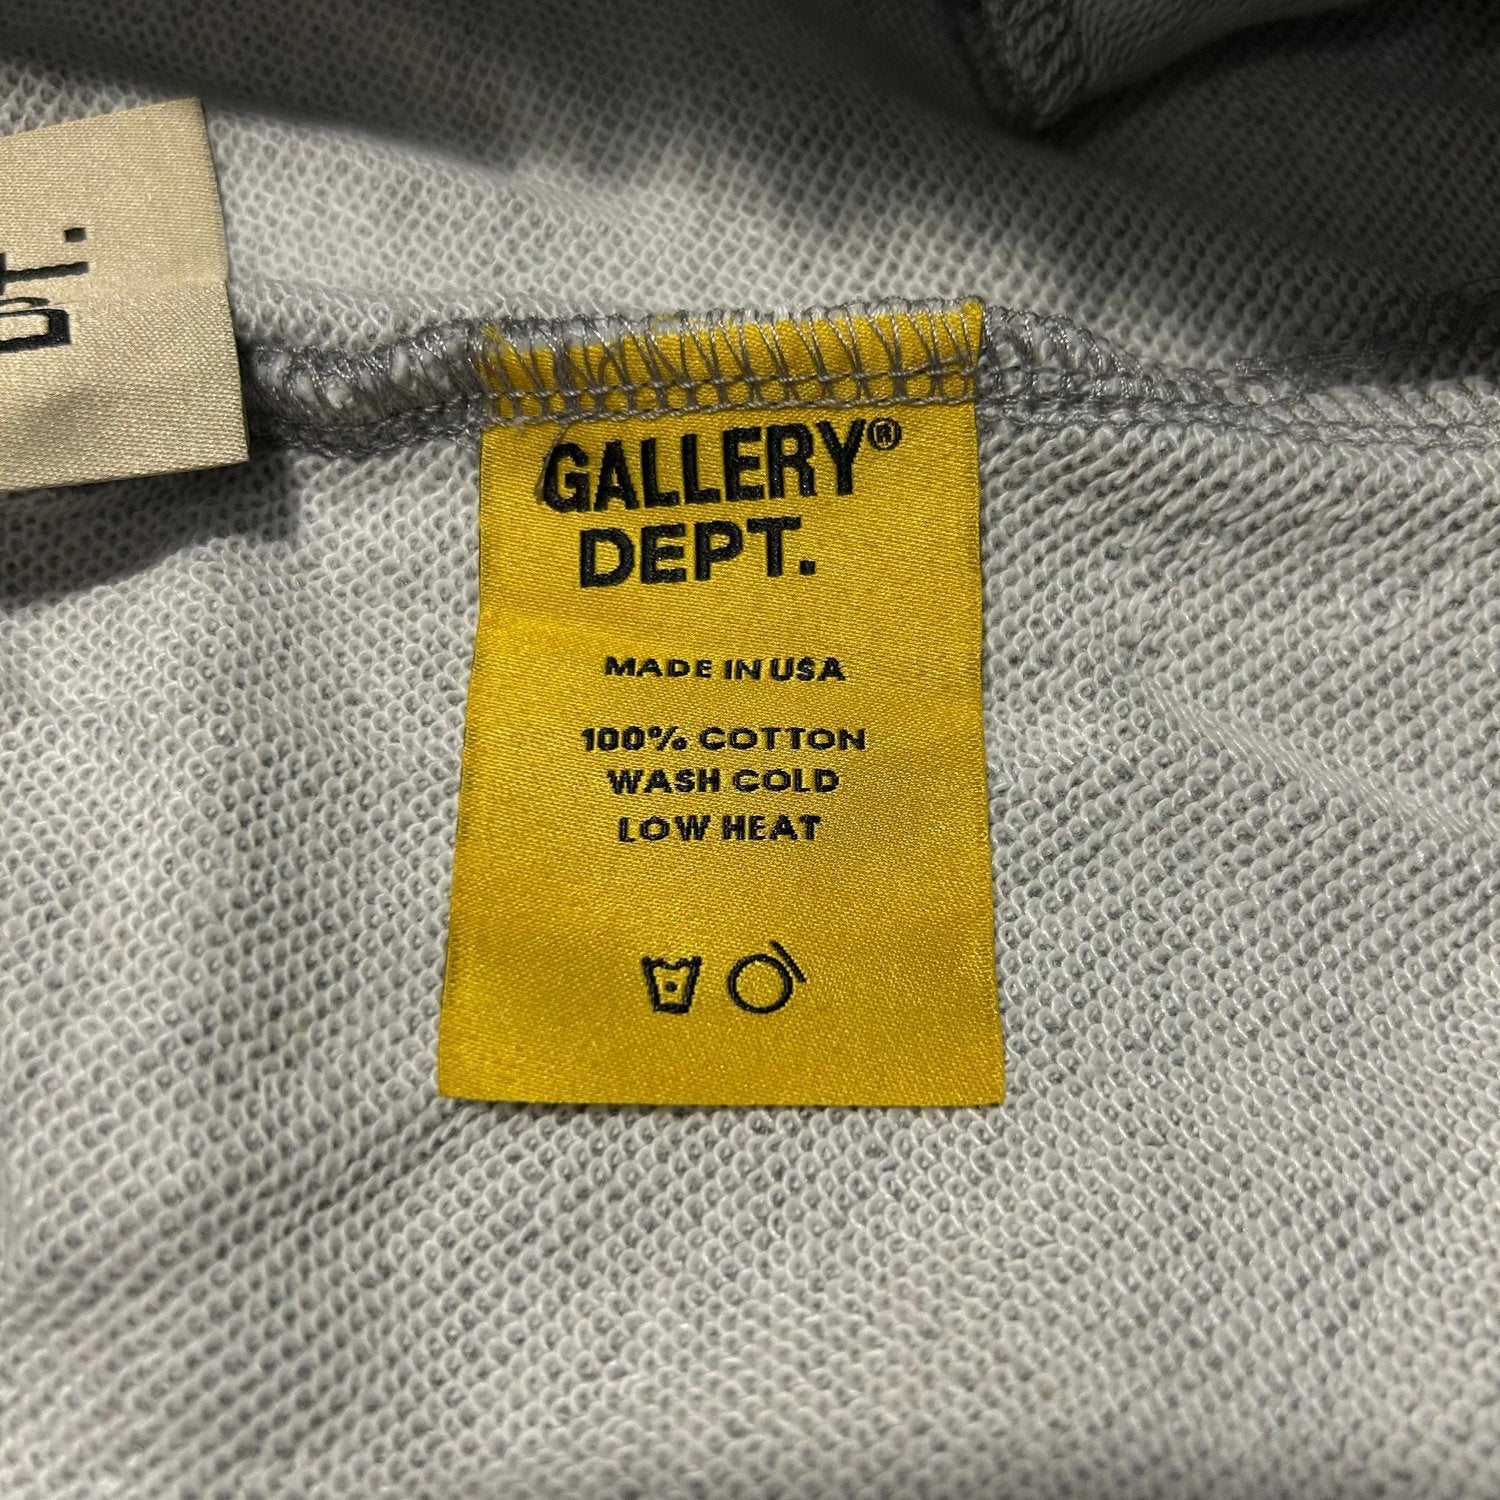 GALLERY®
DEPT.
MADE IN USA
100% COTTON
WASH COLD
LOW HEAT